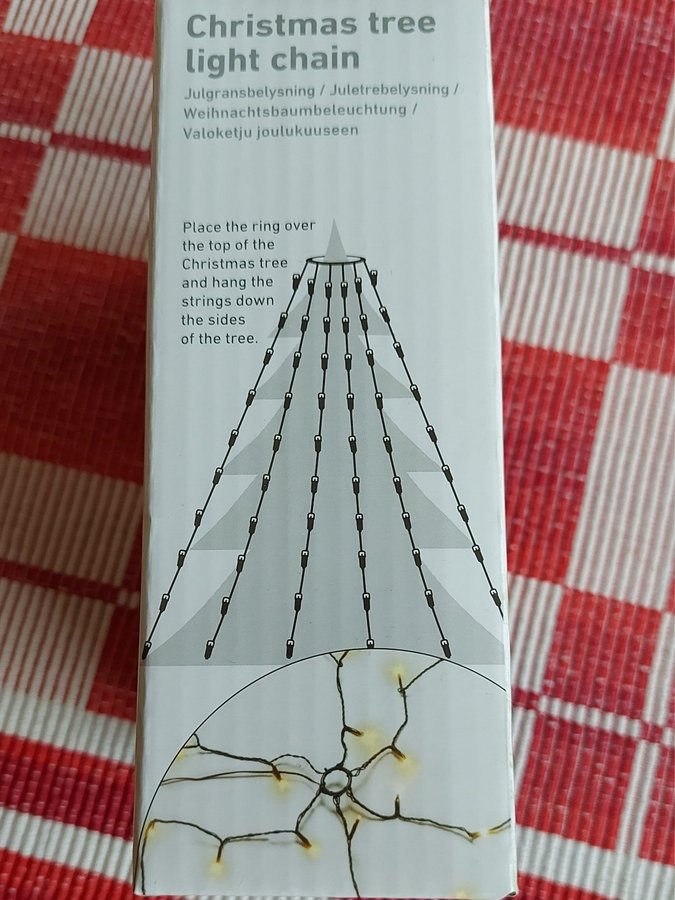 Christmas tree
light chain
Julgransbelysning / Juletrebelysning /
Weihnachtsbaumbeleuchtung /
Valoketju joulukuuseen
Place the ring over
the top of the
Christmas tree
and hang the
strings down
the sides
of the tree.